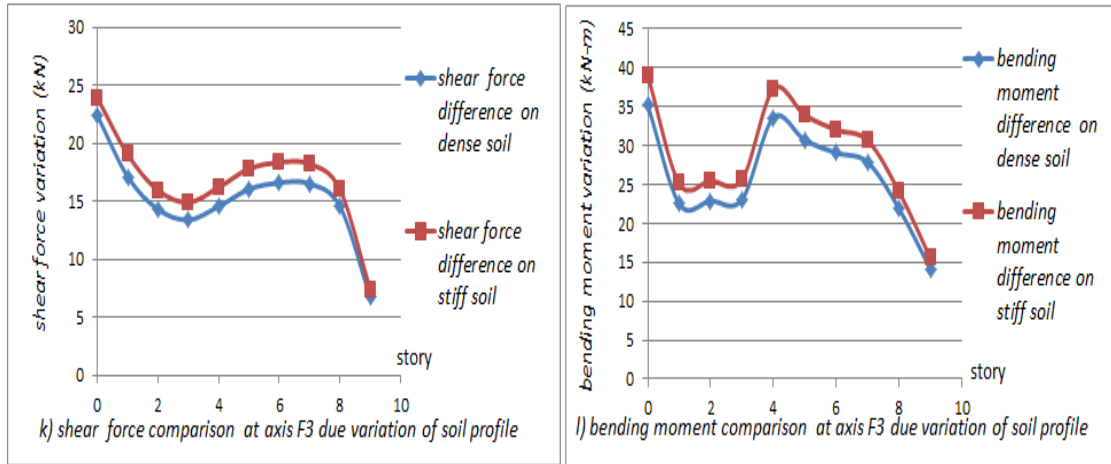 shear force variation (kN)
30
25
20
15
10
5
0
0 2 4 6 8 10
story
shear force
difference on
dense soil
shear force
difference on
stiff soil
k) shear force comparison at axis F3 due variation of soil profile
bending moment variation (kN-m)
45
40
35
30
25
20
15
10
5
0
0 2 4 6 8 10
story
bending
moment
difference on
dense soil
bending
moment
difference on
stiff soil
l) bending moment comparison at axis F3 due variation of soil profile